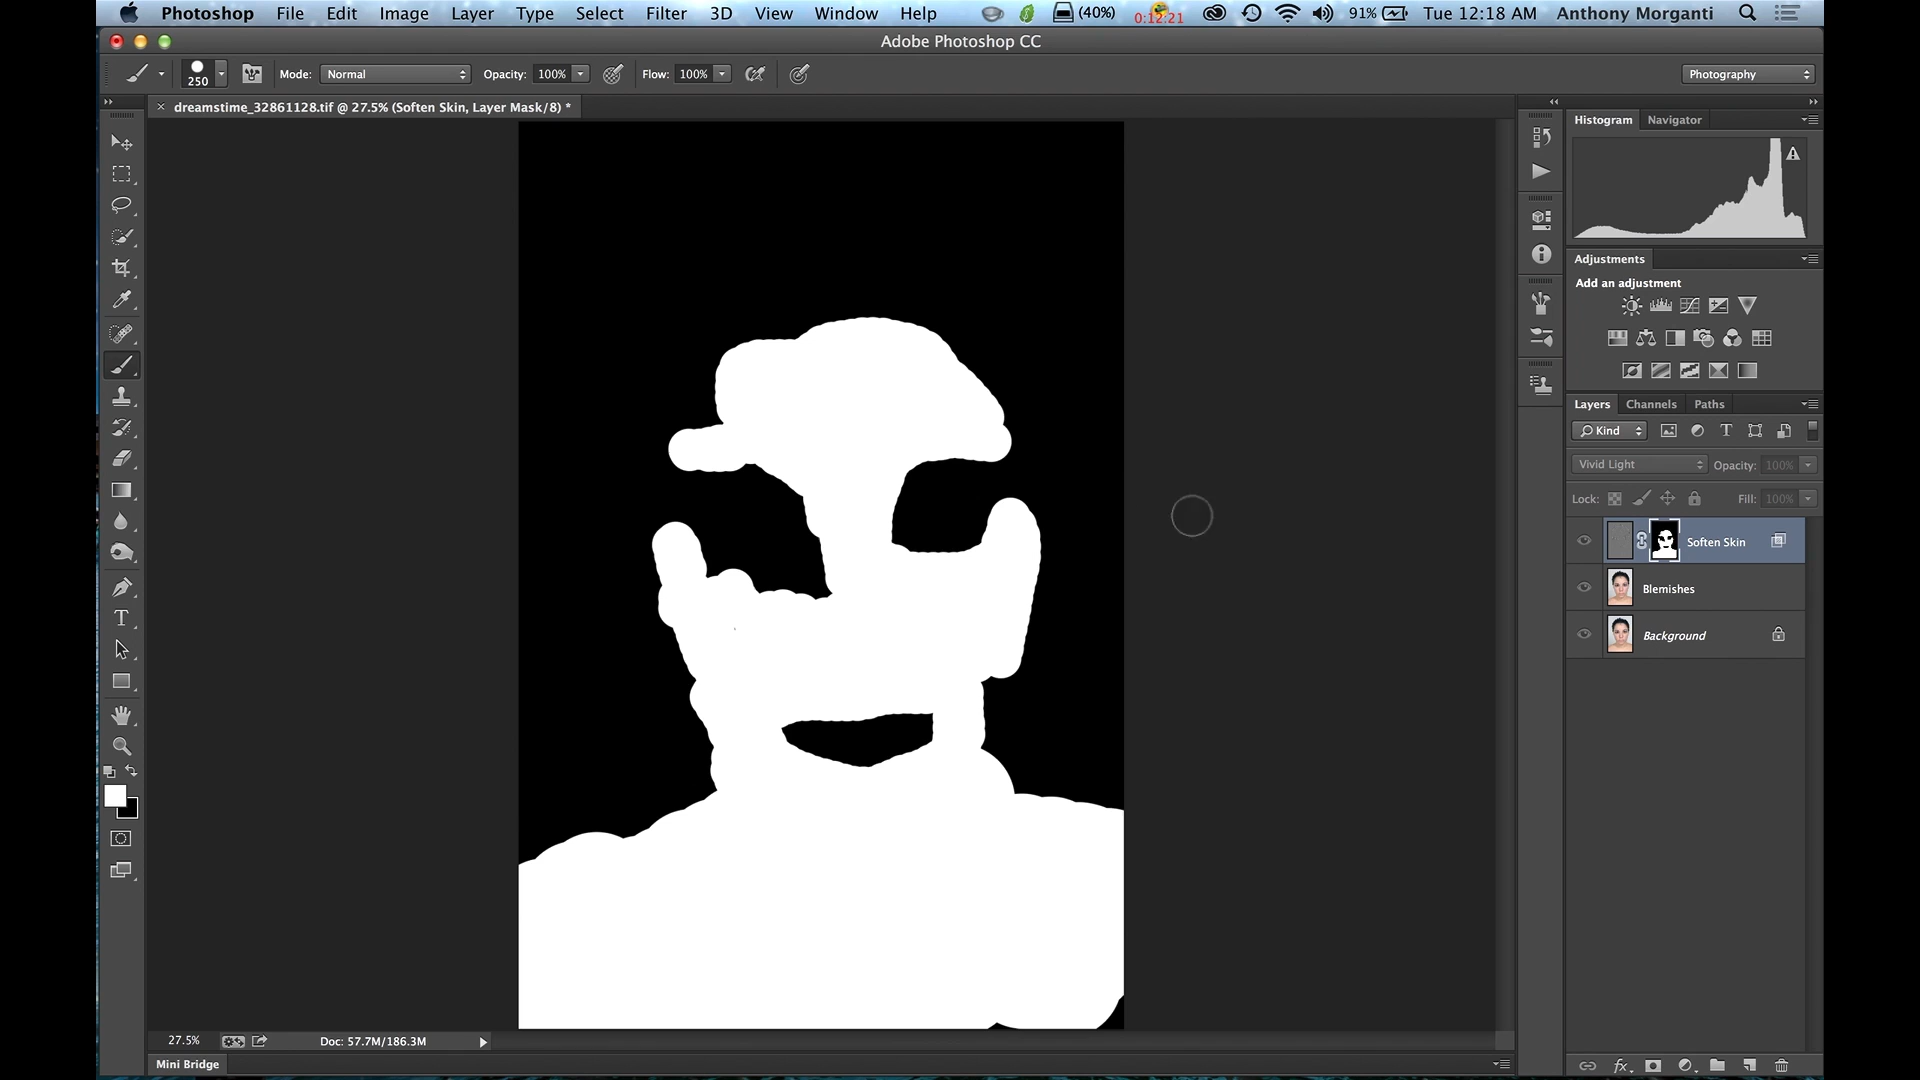 Photoshop File Edit Image Layer Type Select Filter 3D View Window Help (40%) 0:12:21 91% Tue 12:18 AM Anthony Morganti
Adobe Photoshop CC
250 Mode: Normal Opacity: 100% Flow: 100% Photography
dreamstime_32861128.tif @ 27.5% (Soften Skin, Layer Mask/8) *
Histogram Navigator
Adjustments
Add an adjustment
Layers Channels Paths
Kind
Vivid Light Opacity: 100%
Lock: Fill: 100%
Soften Skin
Blemishes
Background
27.5% Doc: 57.7M/186.3M
Mini Bridge